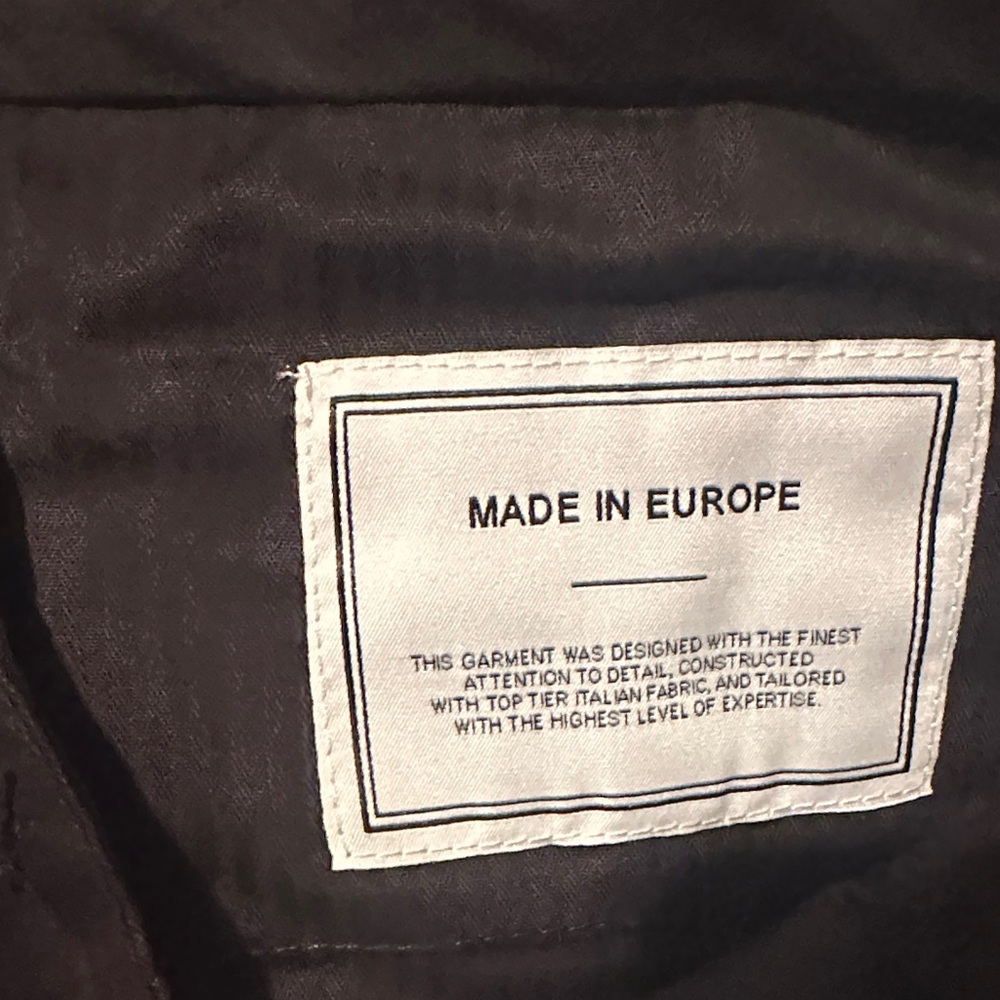 MADE IN EUROPE
THIS GARMENT WAS DESIGNED WITH THE FINEST
ATTENTION TO DETAIL, CONSTRUCTED
WITH TOP TIER ITALIAN FABRIC, AND TAILORED
WITH THE HIGHEST LEVEL OF EXPERTISE.